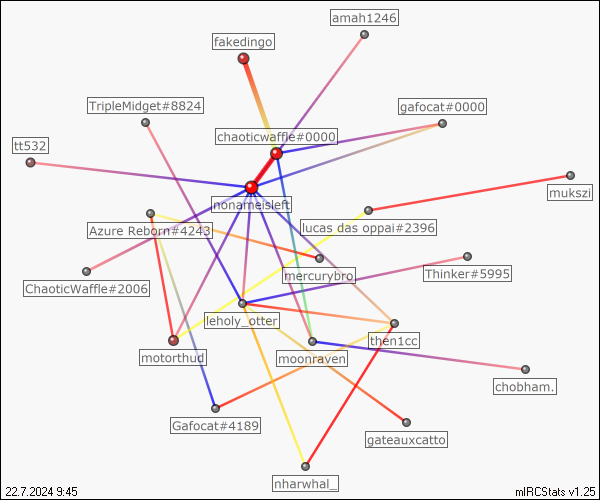 amah1246
fakedingo
TripleMidget#8824
gafocat#0000
chaoticwaffle#0000
tt532
mukszi
nonameisleft
lucas das oppai#2396
Azure Reborn#4243
mercurybro
Thinker#5995
ChaoticWaffle#2006
leholy_otter
then1cc
motorthud
moonraven
chobham.
Gafocat#4189
gateauxcatto
nharwhal_
22.7.2024 9:45
mIRCStats v1.25